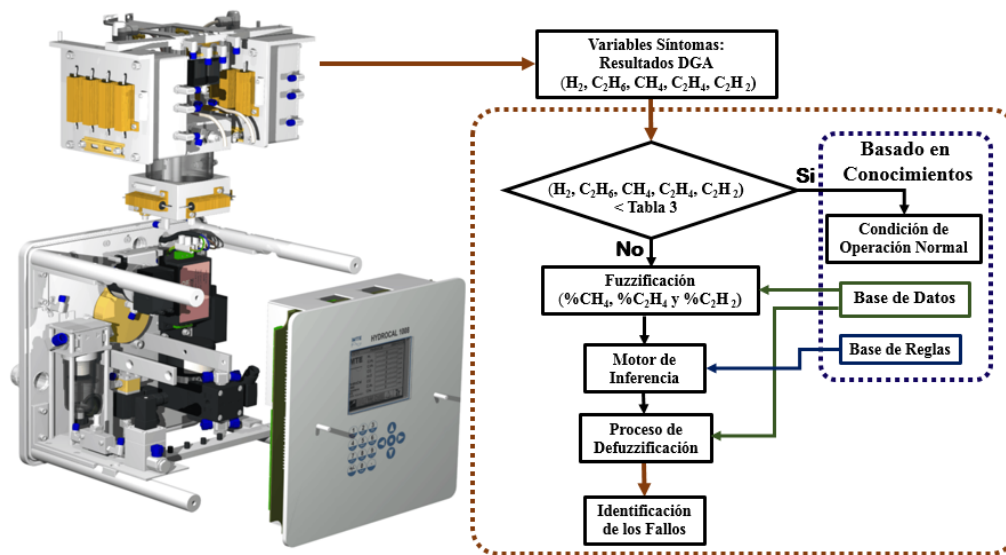 Variables Síntomas:
Resultados DGA
(H₂, C₂H₆, CH₄, C₂H₄, C₂H₂)
Basado en
Conocimientos
Si
(H₂, C₂H₆, CH₄, C₂H₄, C₂H₂)
< Tabla 3
Condición de
Operación Normal
No
Fuzzificación
(%CH₄, %C₂H₄ y %C₂H₂)
Base de Datos
HYDROCAL 1008
Motor de
Inferencia
Base de Reglas
Proceso de
Defuzzificación
Identificación
de los Fallos